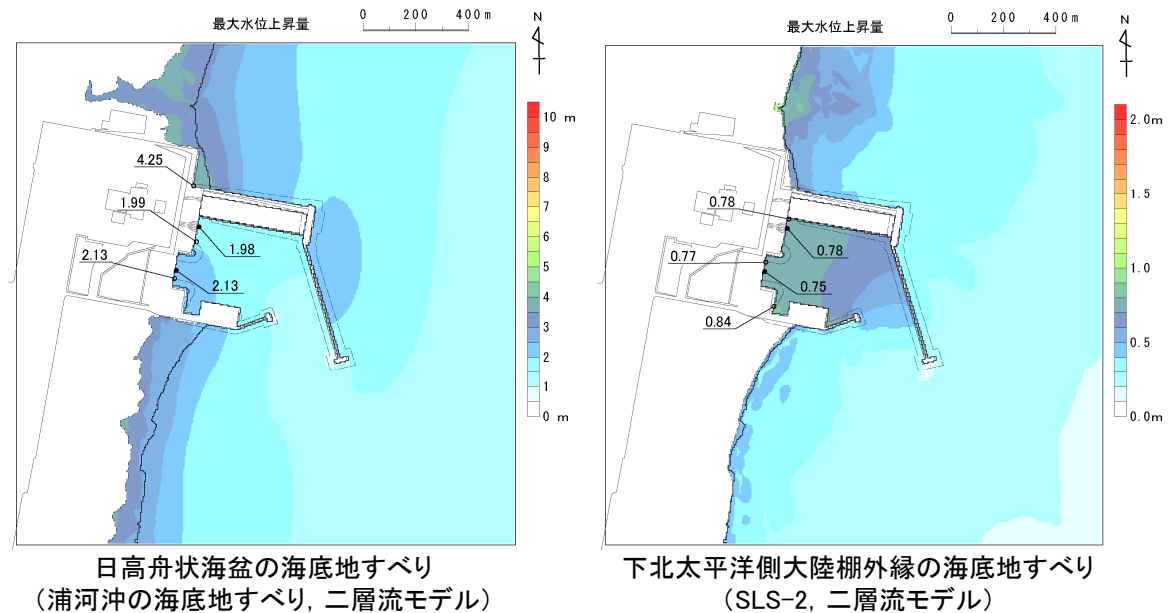 最大水位上昇量
0 200 400m
N
4.25
1.99
1.98
2.13
2.13
10 m
9
8
7
6
5
4
3
2
1
0 m
日高舟状海盆の海底地すべり
（浦河沖の海底地すべり，二層流モデル）
最大水位上昇量
0 200 400m
N
0.78
0.78
0.77
0.75
0.84
2.0m
1.5
1.0
0.5
0.0m
下北太平洋側大陸棚外縁の海底地すべり
（SLS-2，二層流モデル）